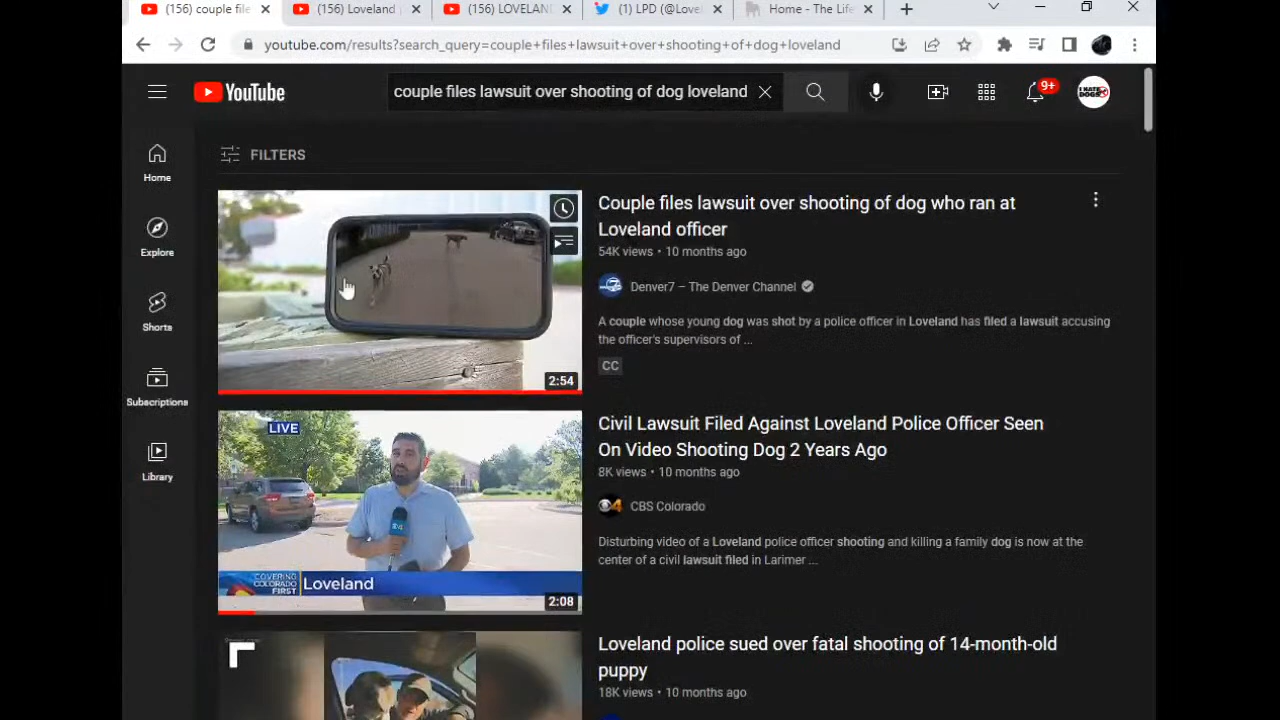 (156) couple file
(156) Loveland
(156) LOVELAN
(1) LPD (@Lovel
Home - The Life
youtube.com/results?search_query=couple+files+lawsuit+over+shooting+of+dog+loveland
YouTube
couple files lawsuit over shooting of dog loveland
9+
I HATE
DOGS
FILTERS
Home
Explore
Shorts
Subscriptions
Library
2:54
Couple files lawsuit over shooting of dog who ran at
Loveland officer
54K views • 10 months ago
Denver7 – The Denver Channel
A couple whose young dog was shot by a police officer in Loveland has filed a lawsuit accusing
the officer's supervisors of ...
CC
LIVE
COVERING
COLORADO
FIRST
Loveland
2:08
Civil Lawsuit Filed Against Loveland Police Officer Seen
On Video Shooting Dog 2 Years Ago
8K views • 10 months ago
CBS Colorado
Disturbing video of a Loveland police officer shooting and killing a family dog is now at the
center of a civil lawsuit filed in Larimer ...
Loveland police sued over fatal shooting of 14-month-old
puppy
18K views • 10 months ago